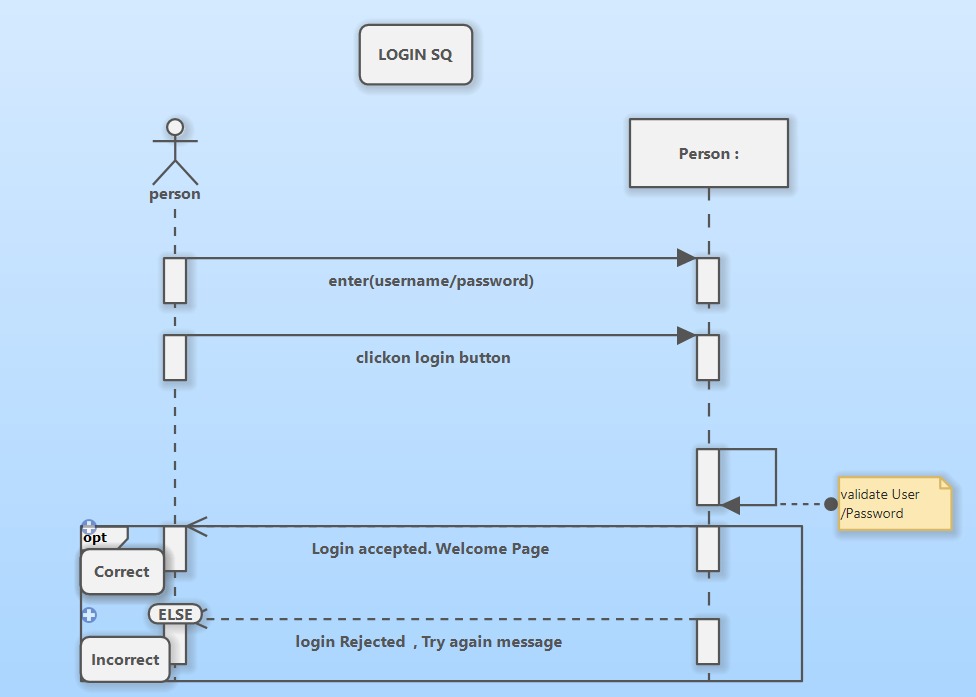 LOGIN SQ
person
Person :
enter(username/password)
clickon login button
validate User
/Password
opt
Login accepted. Welcome Page
Correct
ELSE
login Rejected , Try again message
Incorrect